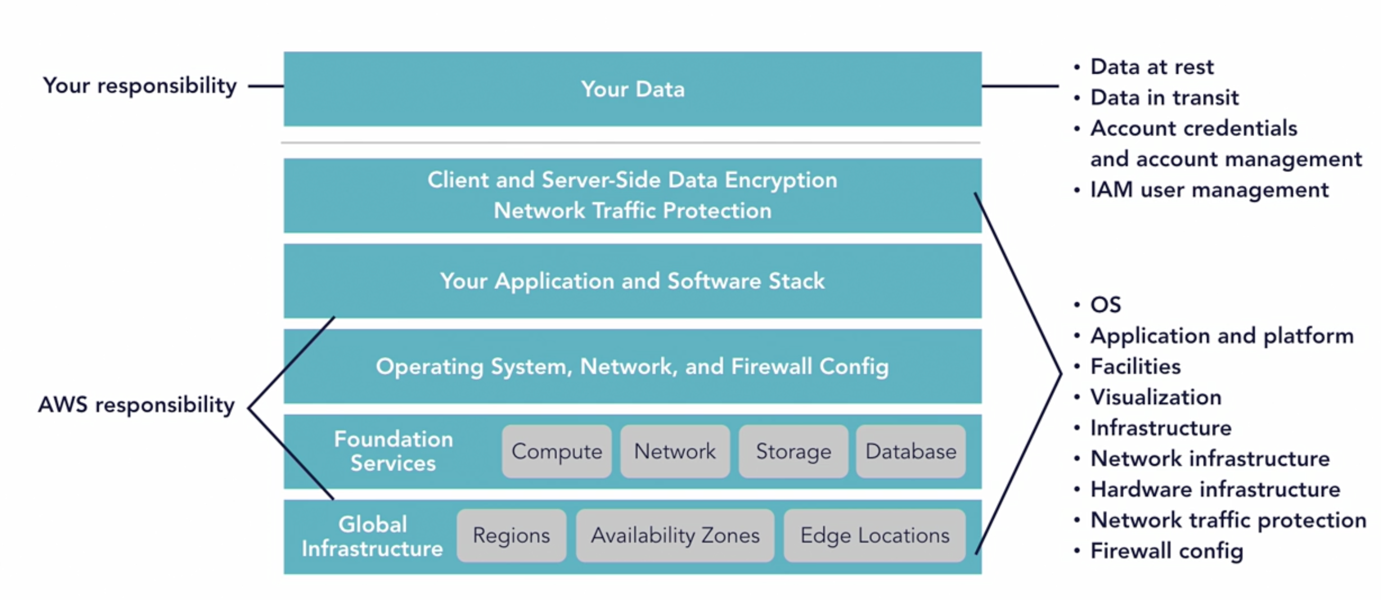 Your responsibility
Your Data
• Data at rest
• Data in transit
• Account credentials
and account management
• IAM user management
Client and Server-Side Data Encryption
Network Traffic Protection
Your Application and Software Stack
Operating System, Network, and Firewall Config
AWS responsibility
Foundation
Services
Compute
Network
Storage
Database
Global
Infrastructure
Regions
Availability Zones
Edge Locations
• OS
• Application and platform
• Facilities
• Visualization
• Infrastructure
• Network infrastructure
• Hardware infrastructure
• Network traffic protection
• Firewall config